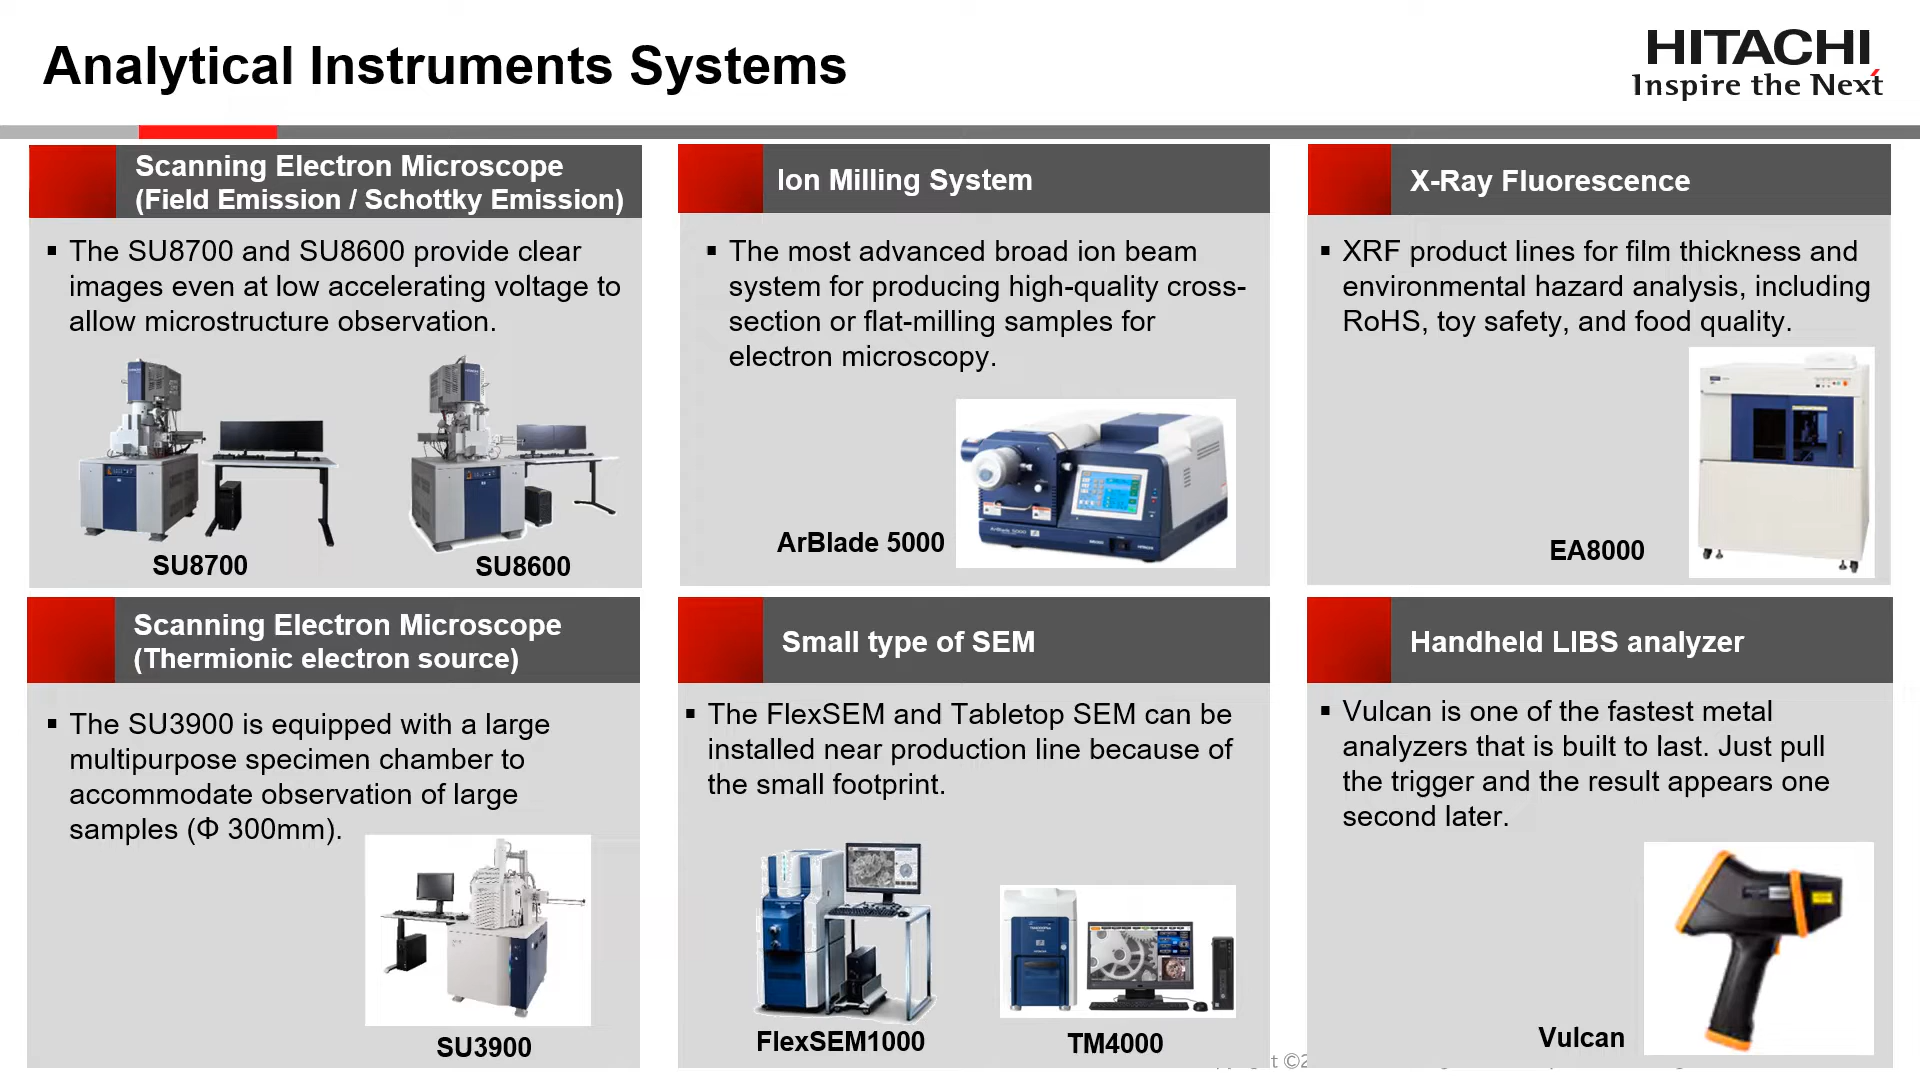 Analytical Instruments Systems
HITACHI
Inspire the Next
Scanning Electron Microscope
(Field Emission / Schottky Emission)
▪ The SU8700 and SU8600 provide clear
images even at low accelerating voltage to
allow microstructure observation.
SU8700
SU8600
Ion Milling System
▪ The most advanced broad ion beam
system for producing high-quality cross-
section or flat-milling samples for
electron microscopy.
ArBlade 5000
X-Ray Fluorescence
▪ XRF product lines for film thickness and
environmental hazard analysis, including
RoHS, toy safety, and food quality.
EA8000
Scanning Electron Microscope
(Thermionic electron source)
▪ The SU3900 is equipped with a large
multipurpose specimen chamber to
accommodate observation of large
samples (Φ 300mm).
SU3900
Small type of SEM
▪ The FlexSEM and Tabletop SEM can be
installed near production line because of
the small footprint.
FlexSEM1000
TM4000
Handheld LIBS analyzer
▪ Vulcan is one of the fastest metal
analyzers that is built to last. Just pull
the trigger and the result appears one
second later.
Vulcan